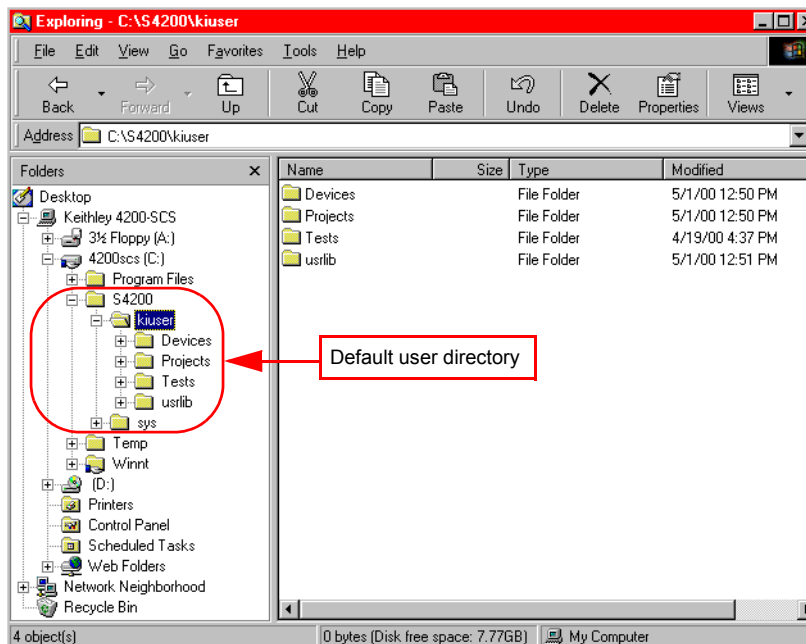 Exploring - C:\S4200\kiuser
File Edit View Go Favorites Tools Help
Back Forward Up Cut Copy Paste Undo Delete Properties Views
Address C:\S4200\kiuser
Folders
Name Size Type Modified
Desktop
Keithley 4200-SCS
3½ Floppy (A:)
4200scs (C:)
Program Files
S4200
kiuser
Devices
Projects
Tests
usrlib
sys
Temp
Winnt
(D:)
Printers
Control Panel
Scheduled Tasks
Web Folders
Network Neighborhood
Recycle Bin
Devices File Folder 5/1/00 12:50 PM
Projects File Folder 5/1/00 12:50 PM
Tests File Folder 4/19/00 4:37 PM
usrlib File Folder 5/1/00 12:51 PM
Default user directory
4 object(s) 0 bytes (Disk free space: 7.77GB) My Computer